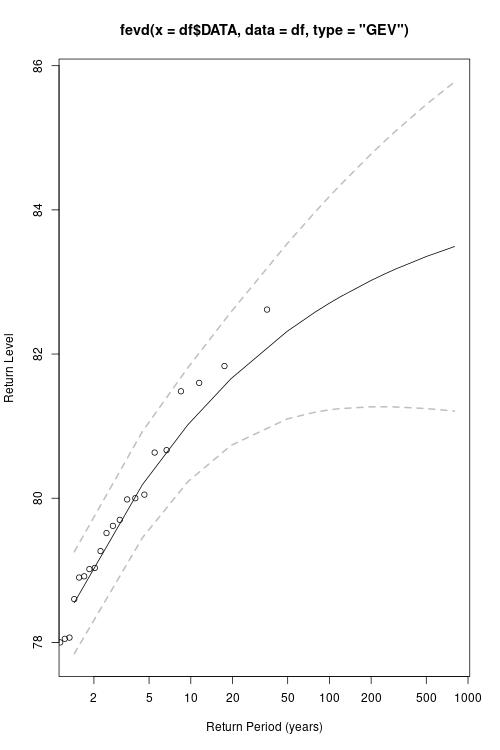 fevd(x = df$DATA, data = df, type = "GEV")
86
84
82
80
78
Return Level
2 5 10 20 50 100 200 500 1000
Return Period (years)